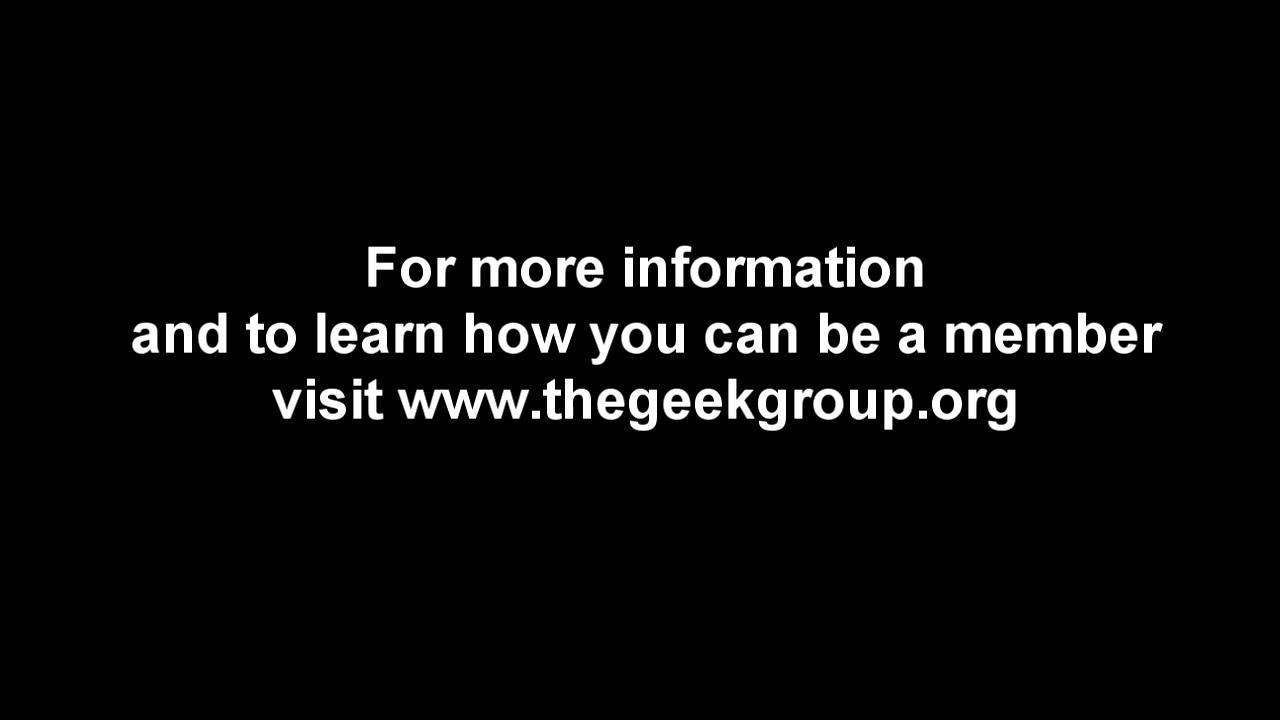 For more information
and to learn how you can be a member
visit www.thegeekgroup.org